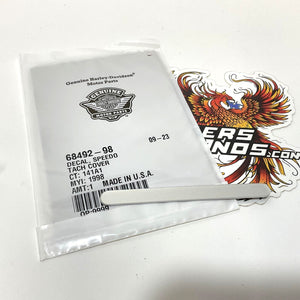 Genuine Harley-Davidson®
Motor Parts
GENUINE
MOTOR PARTS
09-23
68492-98
DECAL, SPEEDO
TACH COVER
CT: 141A1
MYI: 1998
AMT:1 MADE IN U.S.A.
ERS
NOS.COM